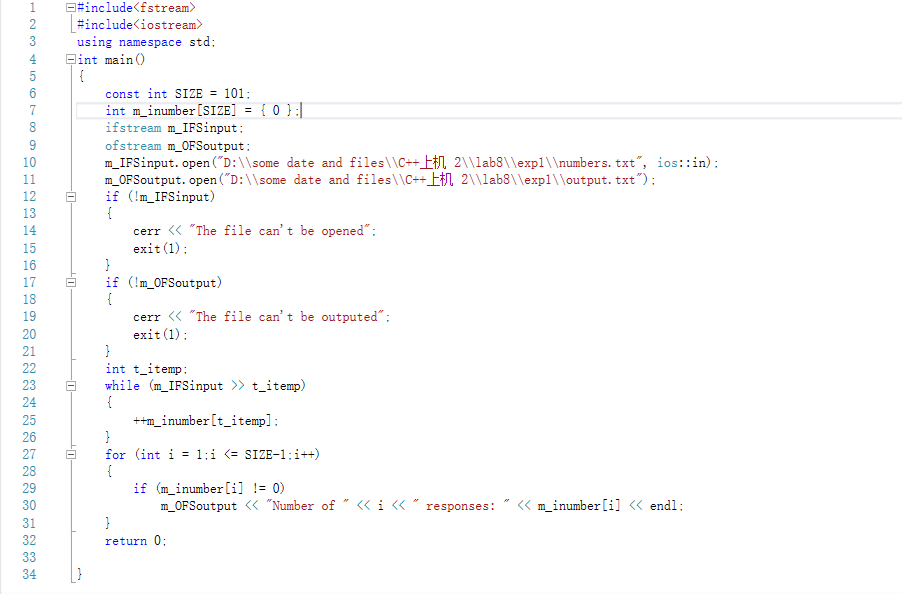 1 #include<fstream>
2 #include<iostream>
3 using namespace std;
4 int main()
5 {
6 const int SIZE = 101;
7 int m_inumber[SIZE] = { 0 };
8 ifstream m_IFSinput;
9 ofstream m_OFSoutput;
10 m_IFSinput.open("D:\\some date and files\\C++上机 2\\lab8\\exp1\\numbers.txt", ios::in);
11 m_OFSoutput.open("D:\\some date and files\\C++上机 2\\lab8\\exp1\\output.txt");
12 if (!m_IFSinput)
13 {
14 cerr << "The file can't be opened";
15 exit(1);
16 }
17 if (!m_OFSoutput)
18 {
19 cerr << "The file can't be outputed";
20 exit(1);
21 }
22 int t_itemp;
23 while (m_IFSinput >> t_itemp)
24 {
25 ++m_inumber[t_itemp];
26 }
27 for (int i = 1;i <= SIZE-1;i++)
28 {
29 if (m_inumber[i] != 0)
30 m_OFSoutput << "Number of " << i << " responses: " << m_inumber[i] << endl;
31 }
32 return 0;
33
34 }